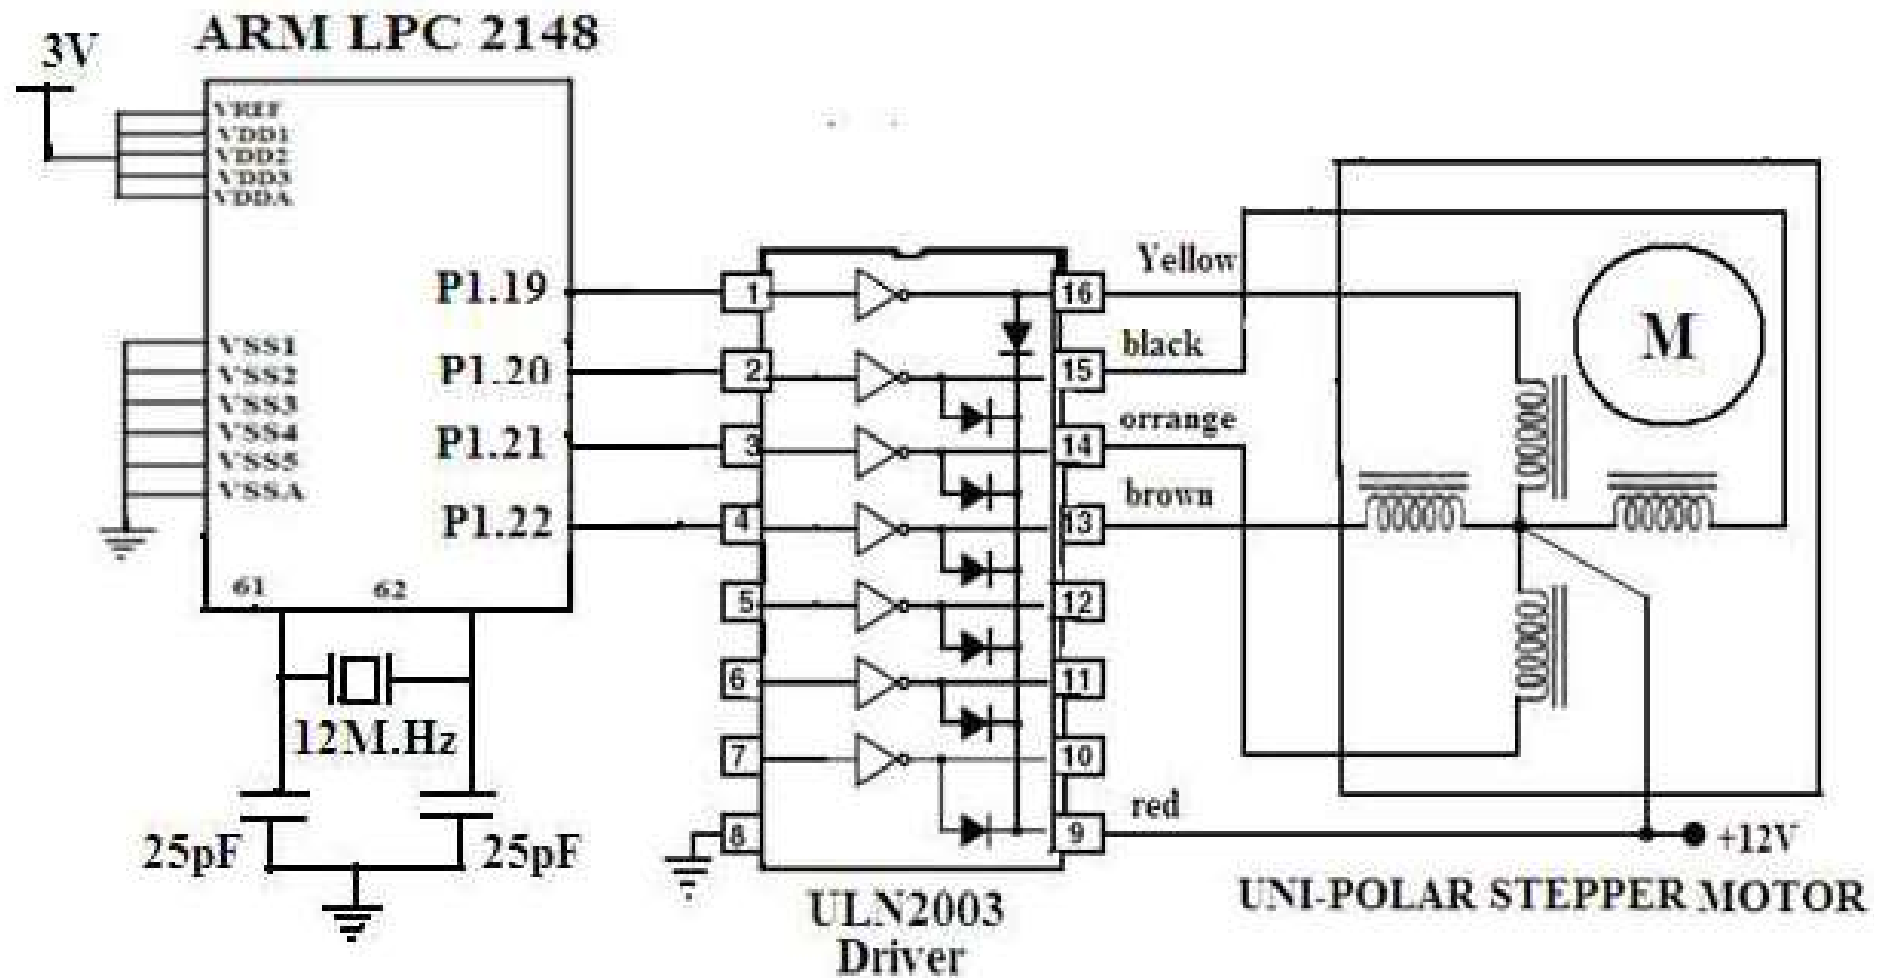 ARM LPC 2148
3V
VREF
VDD1
VDD2
VDD3
VDDA
VSS1
VSS2
VSS3
VSS4
VSS5
VSSA
P1.19
P1.20
P1.21
P1.22
61 62
12M.Hz
25pF 25pF
1
2
3
4
5
6
7
8
16
15
14
13
12
11
10
9
ULN2003
Driver
Yellow
black
orrange
brown
red
M
+12V
UNI-POLAR STEPPER MOTOR